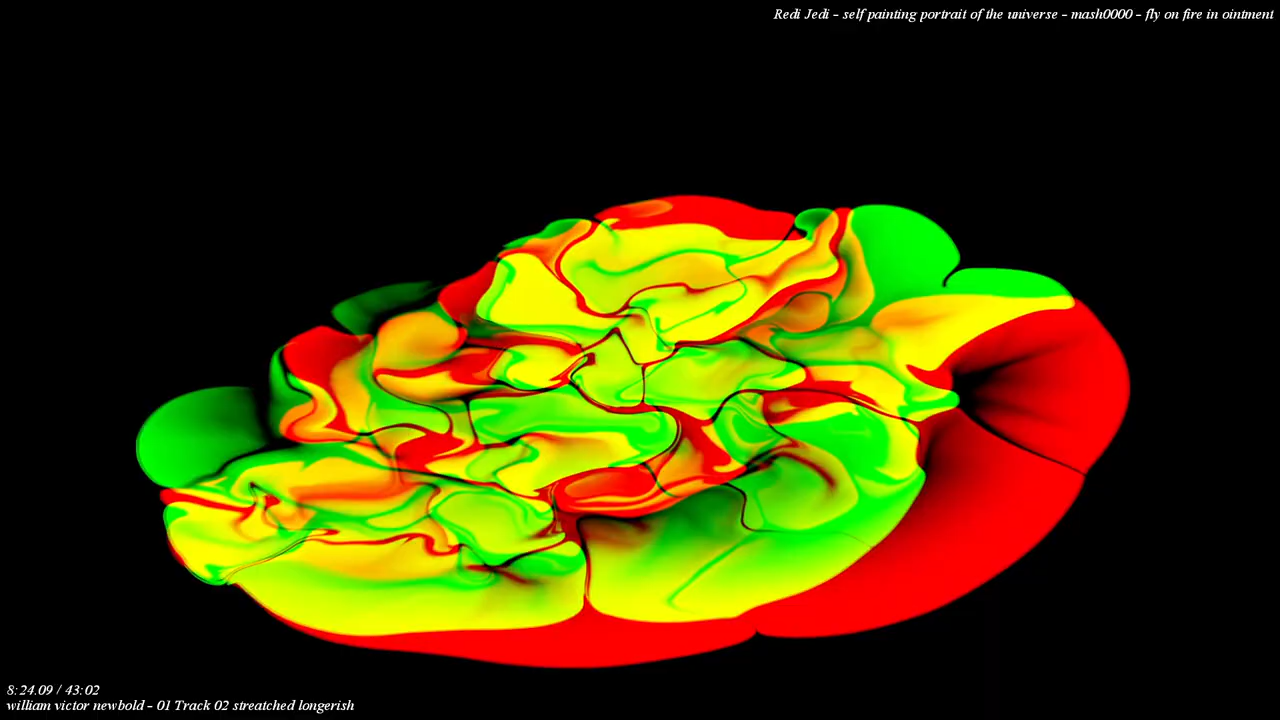 Redi Jedi - self painting portrait of the universe - mash0000 - fly on fire in ointment
8:24.09 / 43:02
william victor newbold - 01 Track 02 streatched longerish